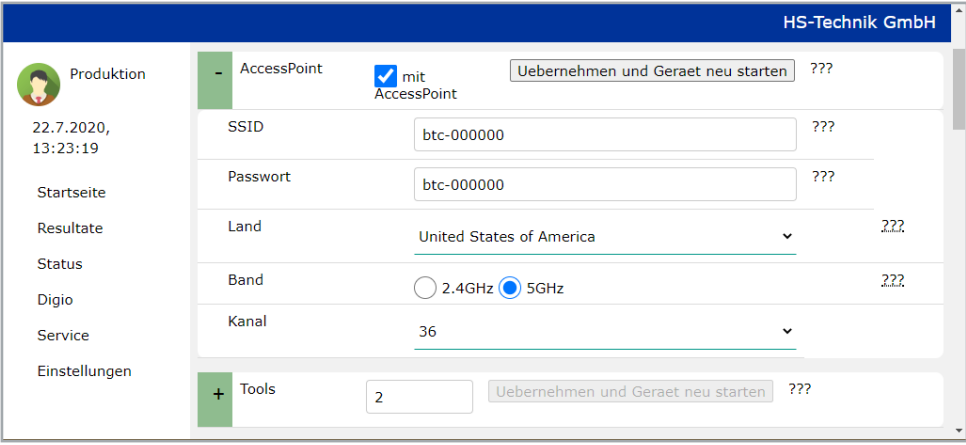 HS-Technik GmbH
Produktion
22.7.2020,
13:23:19
Startseite
Resultate
Status
Digio
Service
Einstellungen
- AccessPoint mit AccessPoint Uebernehmen und Geraet neu starten ???
SSID btc-000000 ???
Passwort btc-000000 ???
Land United States of America ???
Band 2.4GHz 5GHz ???
Kanal 36
+ Tools 2 Uebernehmen und Geraet neu starten ???